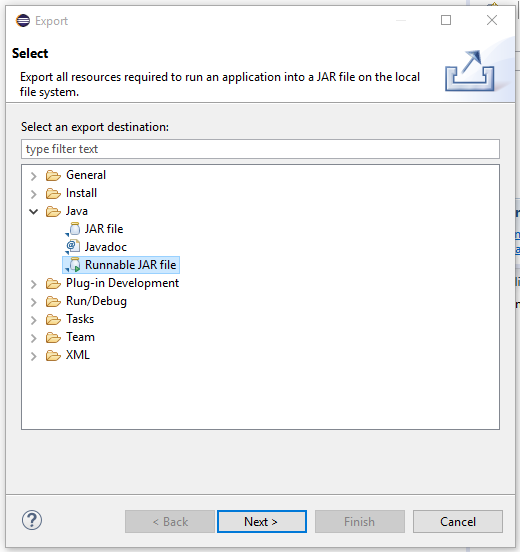 Export
Select
Export all resources required to run an application into a JAR file on the local
file system.
Select an export destination:
type filter text
General
Install
Java
JAR file
Javadoc
Runnable JAR file
Plug-in Development
Run/Debug
Tasks
Team
XML
< Back
Next >
Finish
Cancel